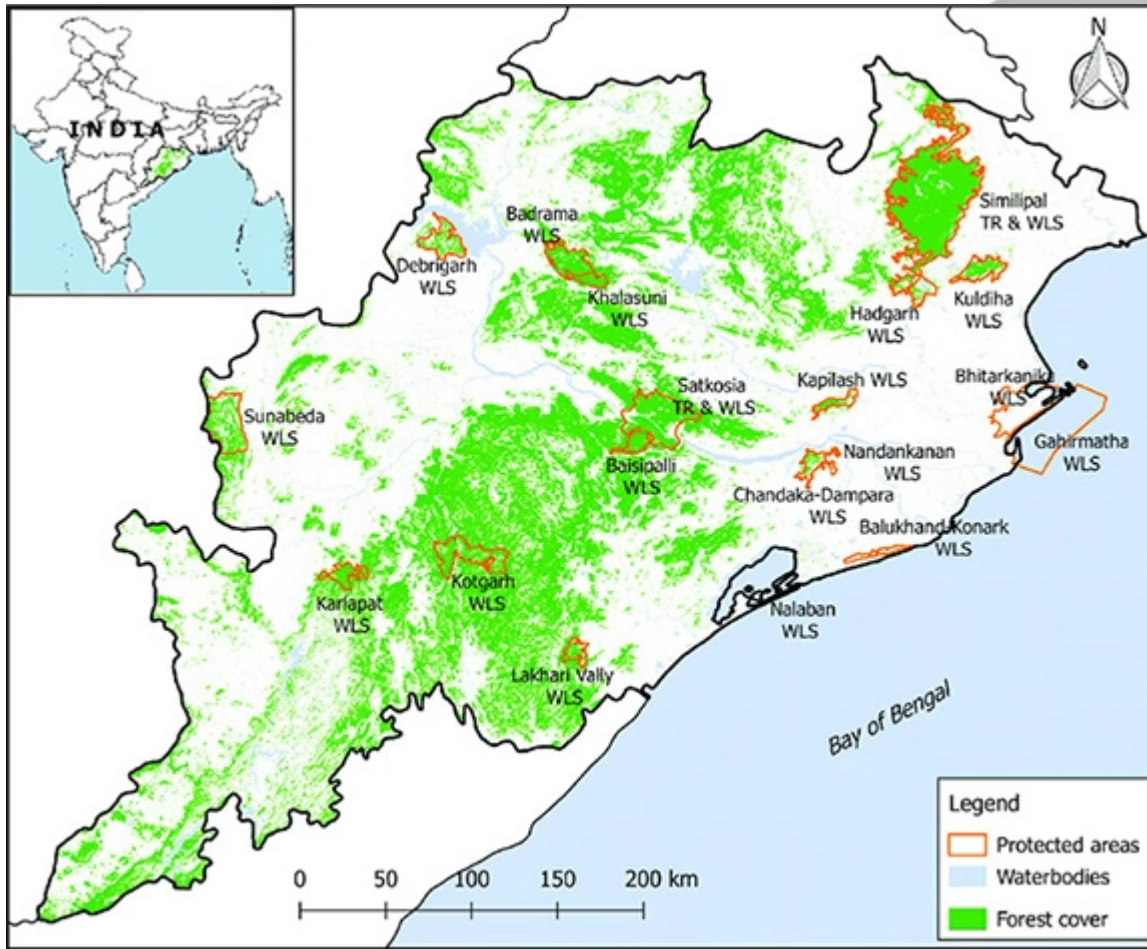 INDIA
N
Similipal
TR & WLS
Badrama
WLS
Debrigarh
WLS
Khalasuni
WLS
Hadgarh
WLS
Kuldiha
WLS
Satkosia
TR & WLS
Kapilash WLS
Bhitarkanika
WLS
Sunabeda
WLS
Gahirmatha
WLS
Baisipalli
WLS
Nandankanan
WLS
Chandaka-Dampara
WLS
Balukhand-Konark
WLS
Kotgarh
WLS
Karlapat
WLS
Nalaban
WLS
Lakhari Vally
WLS
Bay of Bengal
Legend
Protected areas
Waterbodies
Forest cover
0 50 100 150 200 km